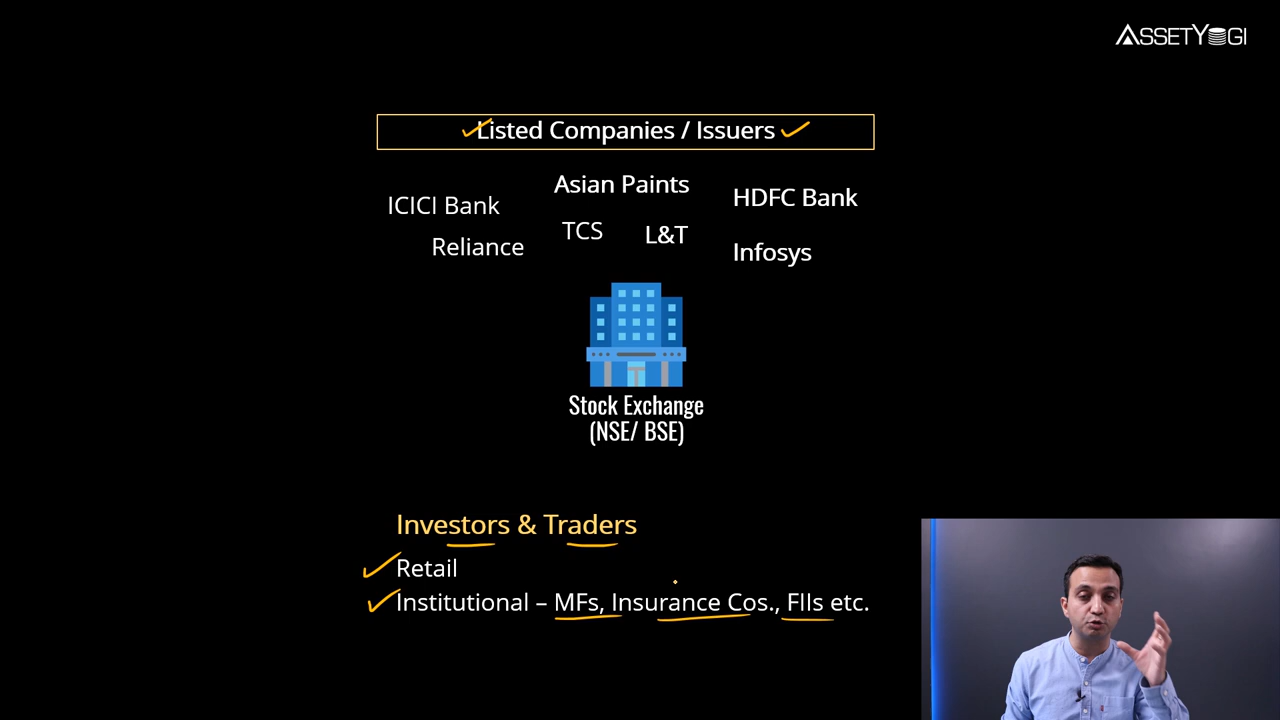 ASSETYOGI
Listed Companies / Issuers
Asian Paints
HDFC Bank
ICICI Bank
TCS
L&T
Reliance
Infosys
Stock Exchange
(NSE/ BSE)
Investors & Traders
Retail
Institutional – MFs, Insurance Cos., FIIs etc.